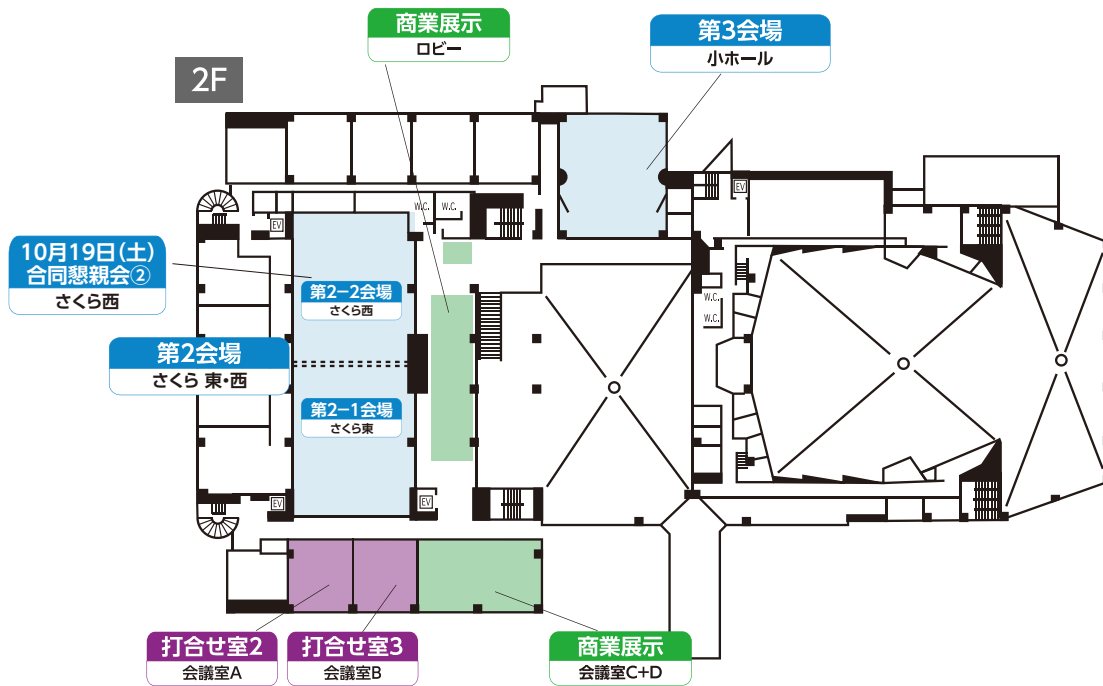 商業展示
ロビー
第3会場
小ホール
2F
W.C.
W.C.
EV
EV
10月19日(土)
合同懇親会②
さくら西
第2-2会場
さくら西
W.C.
W.C.
第2会場
さくら 東・西
第2-1会場
さくら東
EV
EV
打合せ室2
会議室A
打合せ室3
会議室B
商業展示
会議室C+D